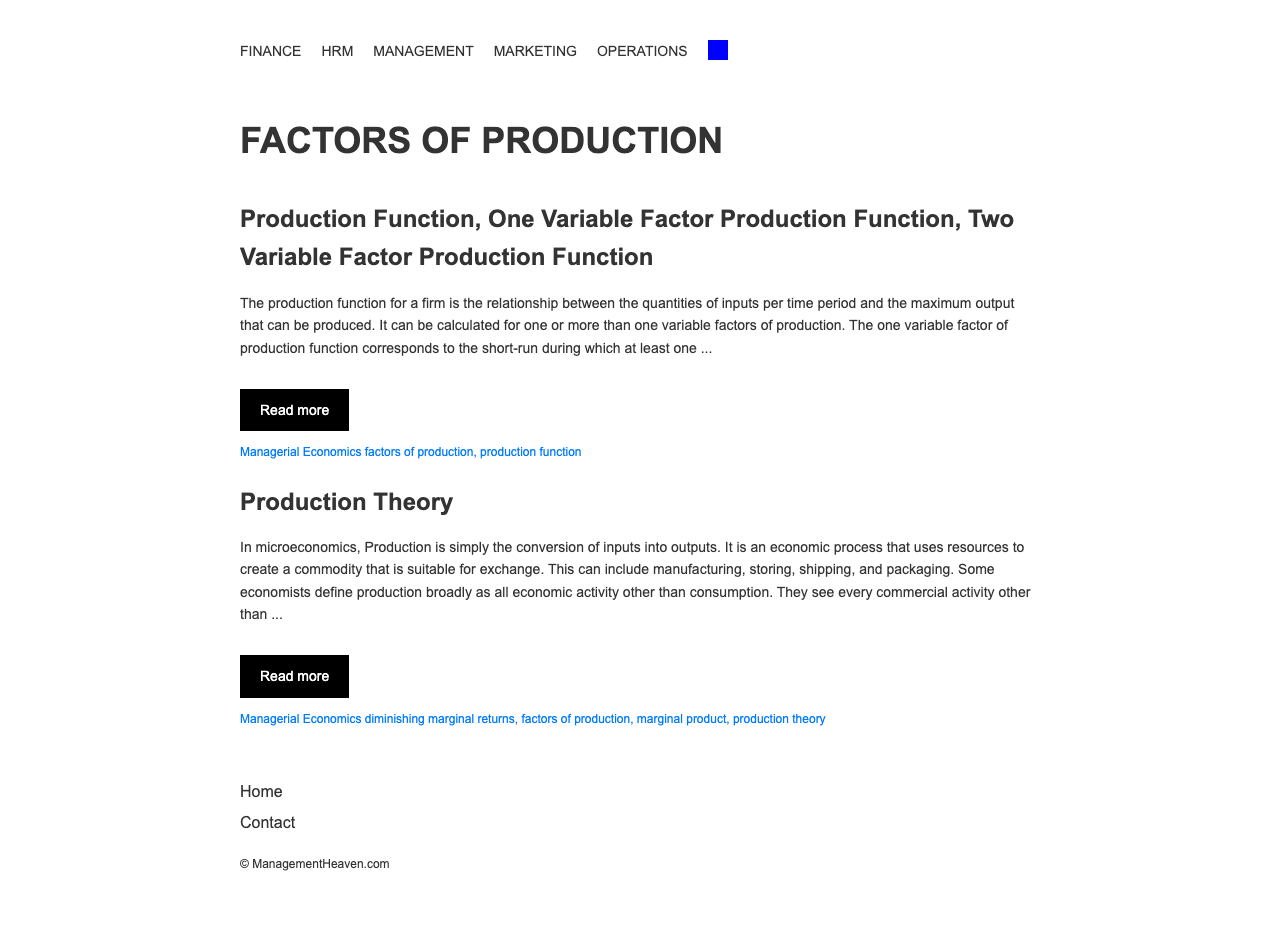 FINANCE HRM MANAGEMENT MARKETING OPERATIONS
FACTORS OF PRODUCTION
Production Function, One Variable Factor Production Function, Two
Variable Factor Production Function
The production function for a firm is the relationship between the quantities of inputs per time period and the maximum output
that can be produced. It can be calculated for one or more than one variable factors of production. The one variable factor of
production function corresponds to the short-run during which at least one ...
Read more
Managerial Economics factors of production, production function
Production Theory
In microeconomics, Production is simply the conversion of inputs into outputs. It is an economic process that uses resources to
create a commodity that is suitable for exchange. This can include manufacturing, storing, shipping, and packaging. Some
economists define production broadly as all economic activity other than consumption. They see every commercial activity other
than ...
Read more
Managerial Economics diminishing marginal returns, factors of production, marginal product, production theory
Home
Contact
© ManagementHeaven.com